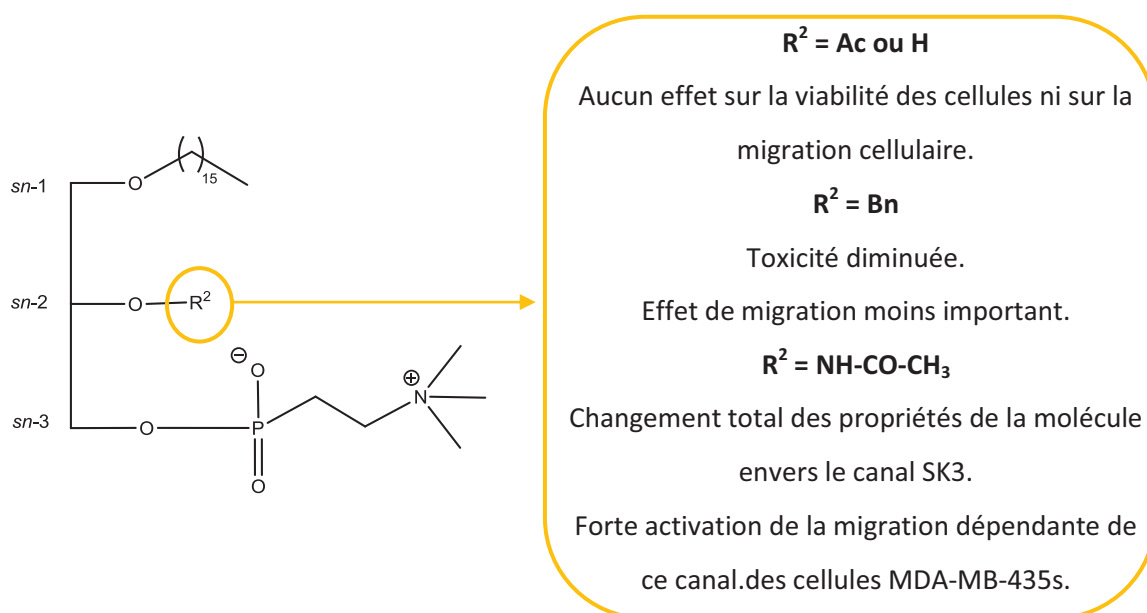 R² = Ac ou H
Aucun effet sur la viabilité des cellules ni sur la
migration cellulaire.
R² = Bn
Toxicité diminuée.
Effet de migration moins important.
R² = NH-CO-CH₃
Changement total des propriétés de la molécule
envers le canal SK3.
Forte activation de la migration dépendante de
ce canal.des cellules MDA-MB-435s.
sn-1
O
( )
15
sn-2
O
R²
⊖
O
⊕
N
sn-3
O
P
O